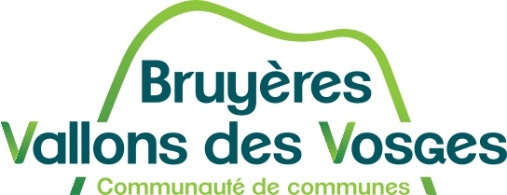 Bruyères
Vallons des Vosges
Communauté de communes